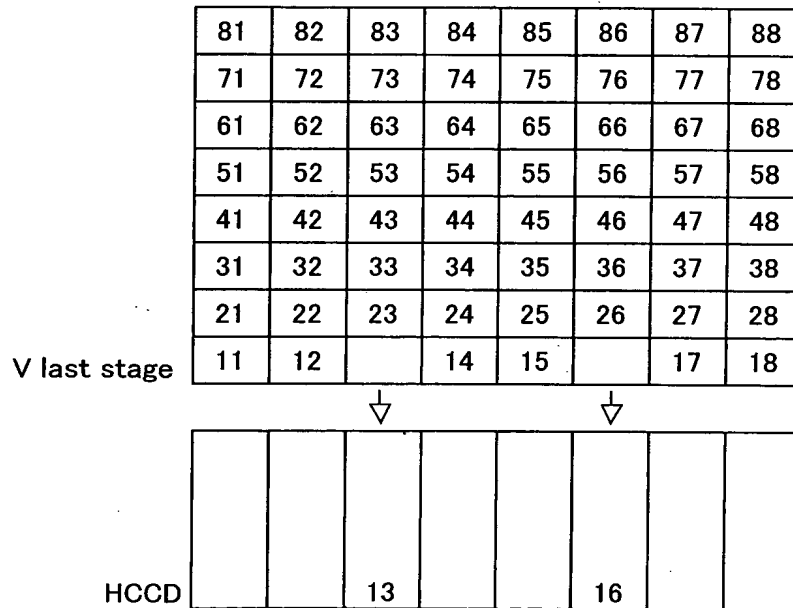 81 82 83 84 85 86 87 88
71 72 73 74 75 76 77 78
61 62 63 64 65 66 67 68
51 52 53 54 55 56 57 58
41 42 43 44 45 46 47 48
31 32 33 34 35 36 37 38
21 22 23 24 25 26 27 28
V last stage 11 12 14 15 17 18
HCCD 13 16